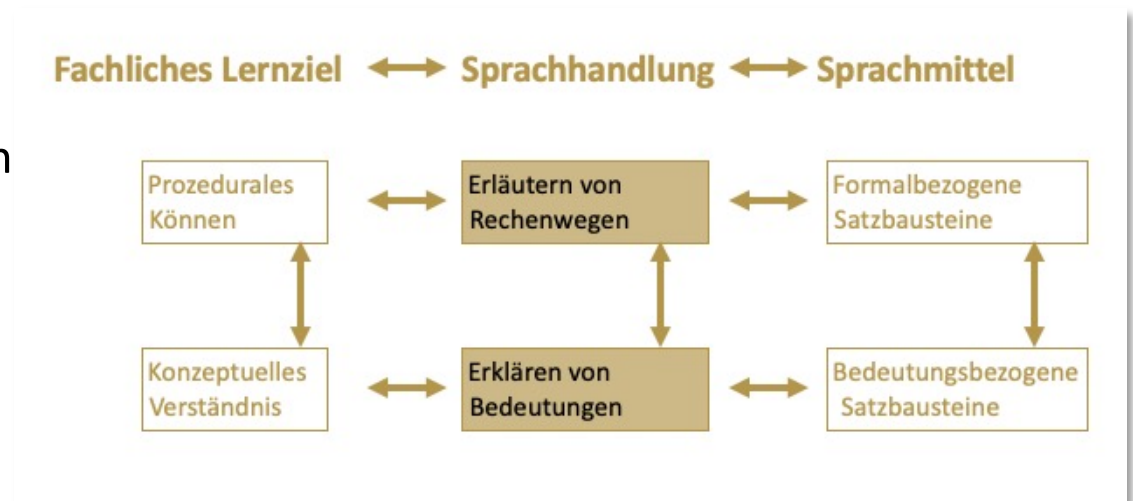 Fachliches Lernziel Sprachhandlung Sprachmittel
n
Prozedurales
Können
Erläutern von
Rechenwegen
Formalbezogene
Satzbausteine
Konzeptuelles
Verständnis
Erklären von
Bedeutungen
Bedeutungsbezogene
Satzbausteine